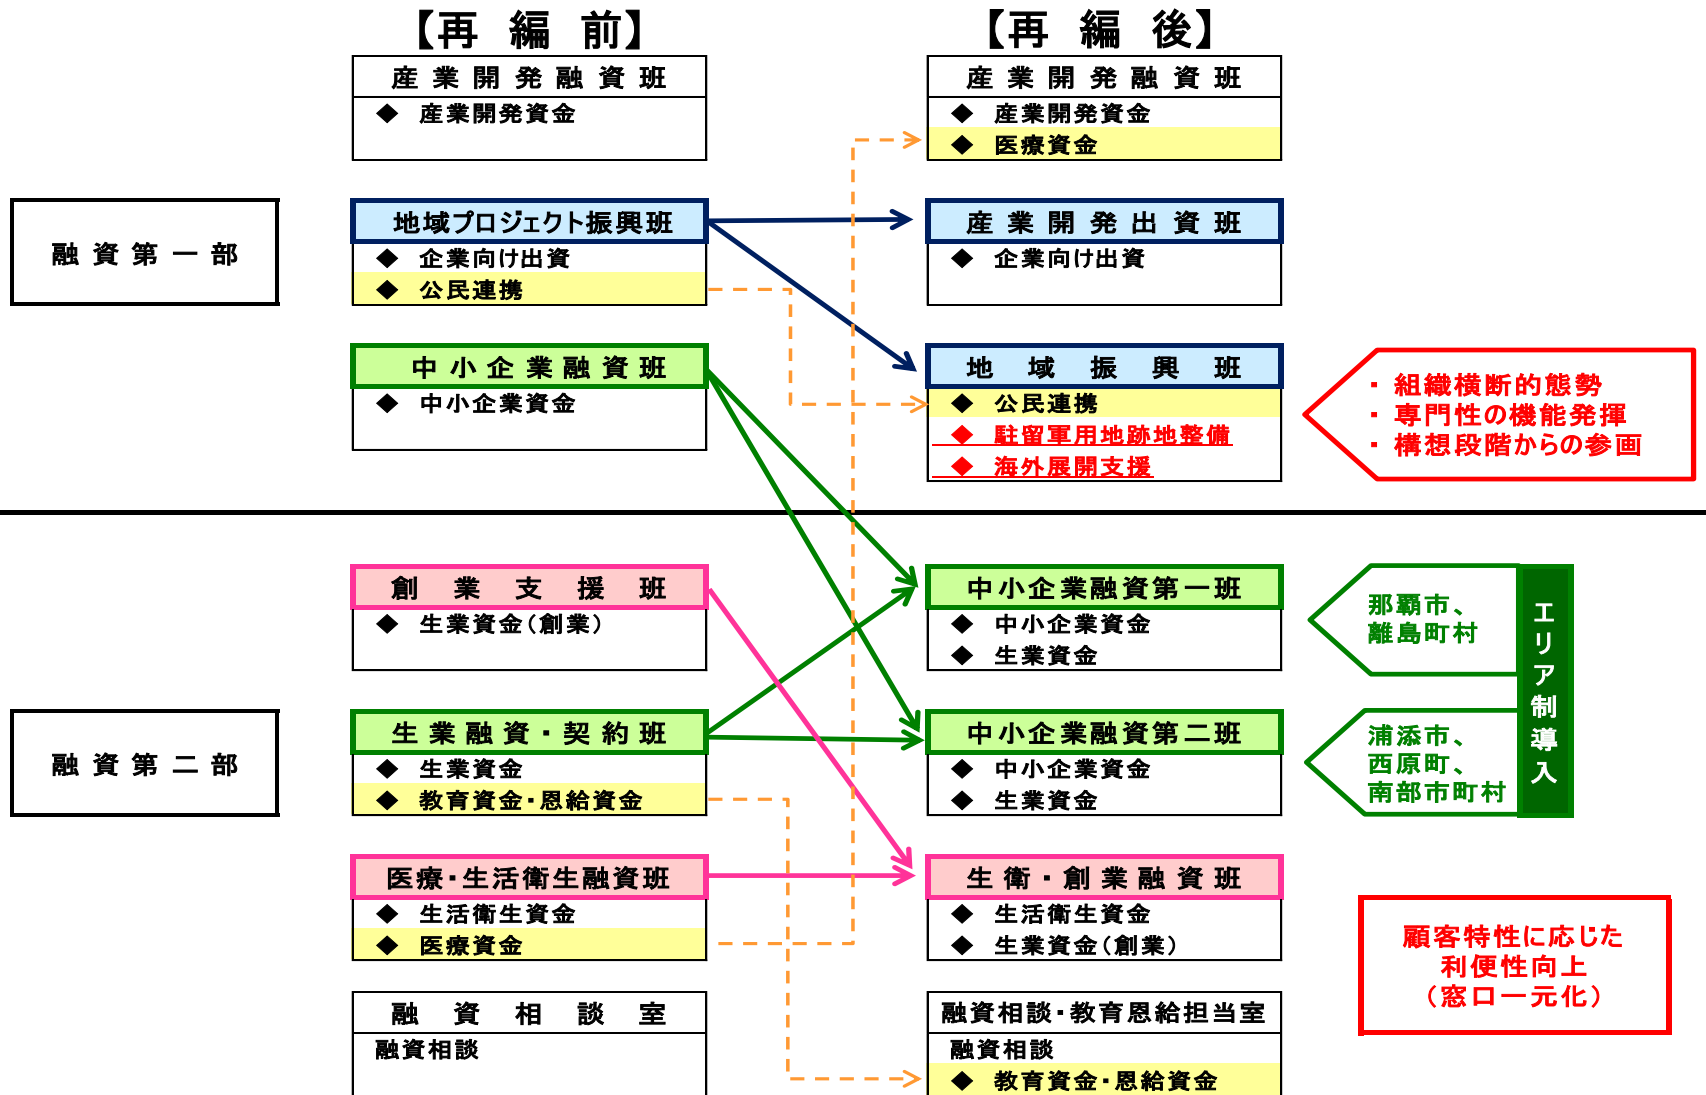 【再 編 前】
【再 編 後】
融資第一部
産業開発融資班
◆ 産業開発資金
地域プロジェクト振興班
◆ 企業向け出資
◆ 公民連携
中小企業融資班
◆ 中小企業資金
産業開発融資班
◆ 産業開発資金
◆ 医療資金
産業開発出資班
◆ 企業向け出資
地域振興班
◆ 公民連携
◆ 駐留軍用地跡地整備
◆ 海外展開支援
・ 組織横断的態勢
・ 専門性の機能発揮
・ 構想段階からの参画
融資第二部
創業支援班
◆ 生業資金(創業)
生業融資・契約班
◆ 生業資金
◆ 教育資金・恩給資金
医療・生活衛生融資班
◆ 生活衛生資金
◆ 医療資金
融資相談室
融資相談
中小企業融資第一班
◆ 中小企業資金
◆ 生業資金
中小企業融資第二班
◆ 中小企業資金
◆ 生業資金
生衛・創業融資班
◆ 生活衛生資金
◆ 生業資金(創業)
融資相談・教育恩給担当室
融資相談
◆ 教育資金・恩給資金
那覇市、
離島町村
浦添市、
西原町、
南部市町村
エリア制導入
顧客特性に応じた
利便性向上
(窓口一元化)